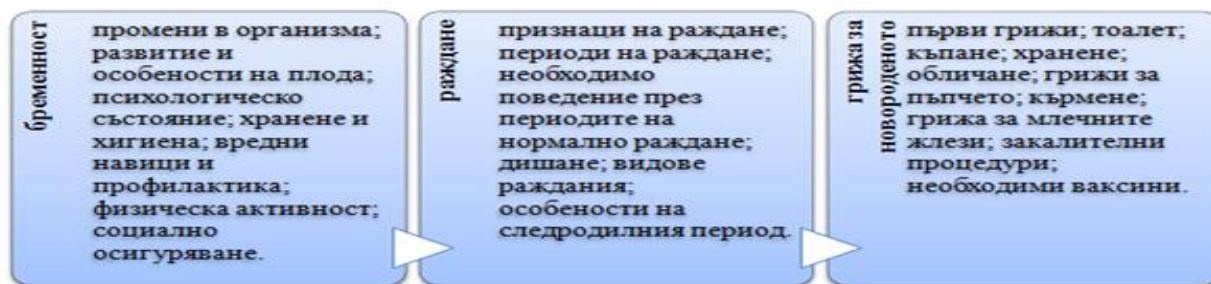 бременност
промени в организма;
развитие и
особености на плода;
психологическо
състояние; хранене и
хигиена; вредни
навици и
профилактика;
физическа активност;
социално
осигуряване.
раждане
признаци на раждане;
периоди на раждане;
необходимо
поведение през
периодите на
нормално раждане;
дишане; видове
раждания;
особености на
следродилния период.
грижа за
новороденото
първи грижи; тоалет;
къпане; хранене;
обличане; грижи за
пъпчето; кърмене;
грижа за млечните
жлези; закалителни
процедури;
необходими ваксини.